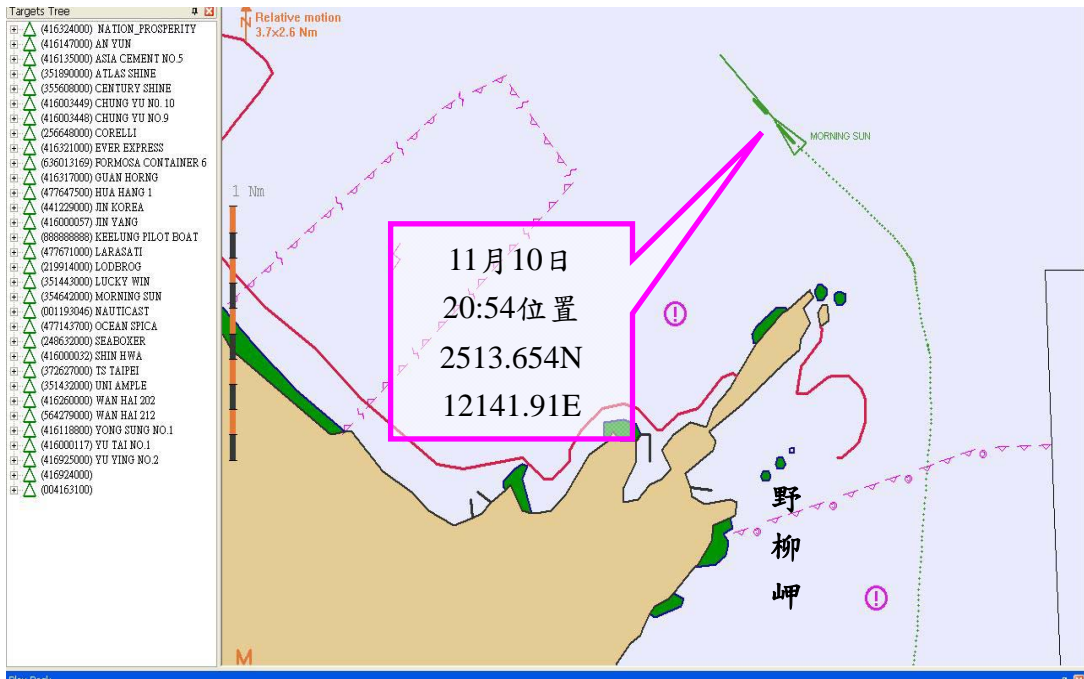 Targets Tree
(416324000) NATION_PROSPERITY
(416147000) AN YUN
(416135000) ASIA CEMENT NO.5
(351890000) ATLAS SHINE
(355608000) CENTURY SHINE
(416003449) CHUNG YU N0. 10
(416003448) CHUNG YU NO.9
(256648000) CORELLI
(416321000) EVER EXPRESS
(636013169) FORMOSA CONTAINER 6
(416317000) GUAN HORNG
(477647500) HUA HANG 1
(441229000) JIN KOREA
(416000057) JIN YANG
(888888888) KEELUNG PILOT BOAT
(477671000) LARASATI
(219914000) LODBROG
(351443000) LUCKY WIN
(354642000) MORNING SUN
(001193046) NAUTICAST
(477143700) OCEAN SPICA
(248632000) SEABOXER
(416000032) SHIN HWA
(372627000) TS TAIPEI
(351432000) UNI AMPLE
(416260000) WAN HAI 202
(564279000) WAN HAI 212
(416118800) YONG SUNG NO.1
(416000117) YU TAI NO.1
(416925000) YU YING NO.2
(416924000)
(004163100)
N
Relative motion
3.7×2.6 Nm
1 Nm
MORNING SUN
11月10日
20:54位置
2513.654N
12141.91E
野
柳
岬
M